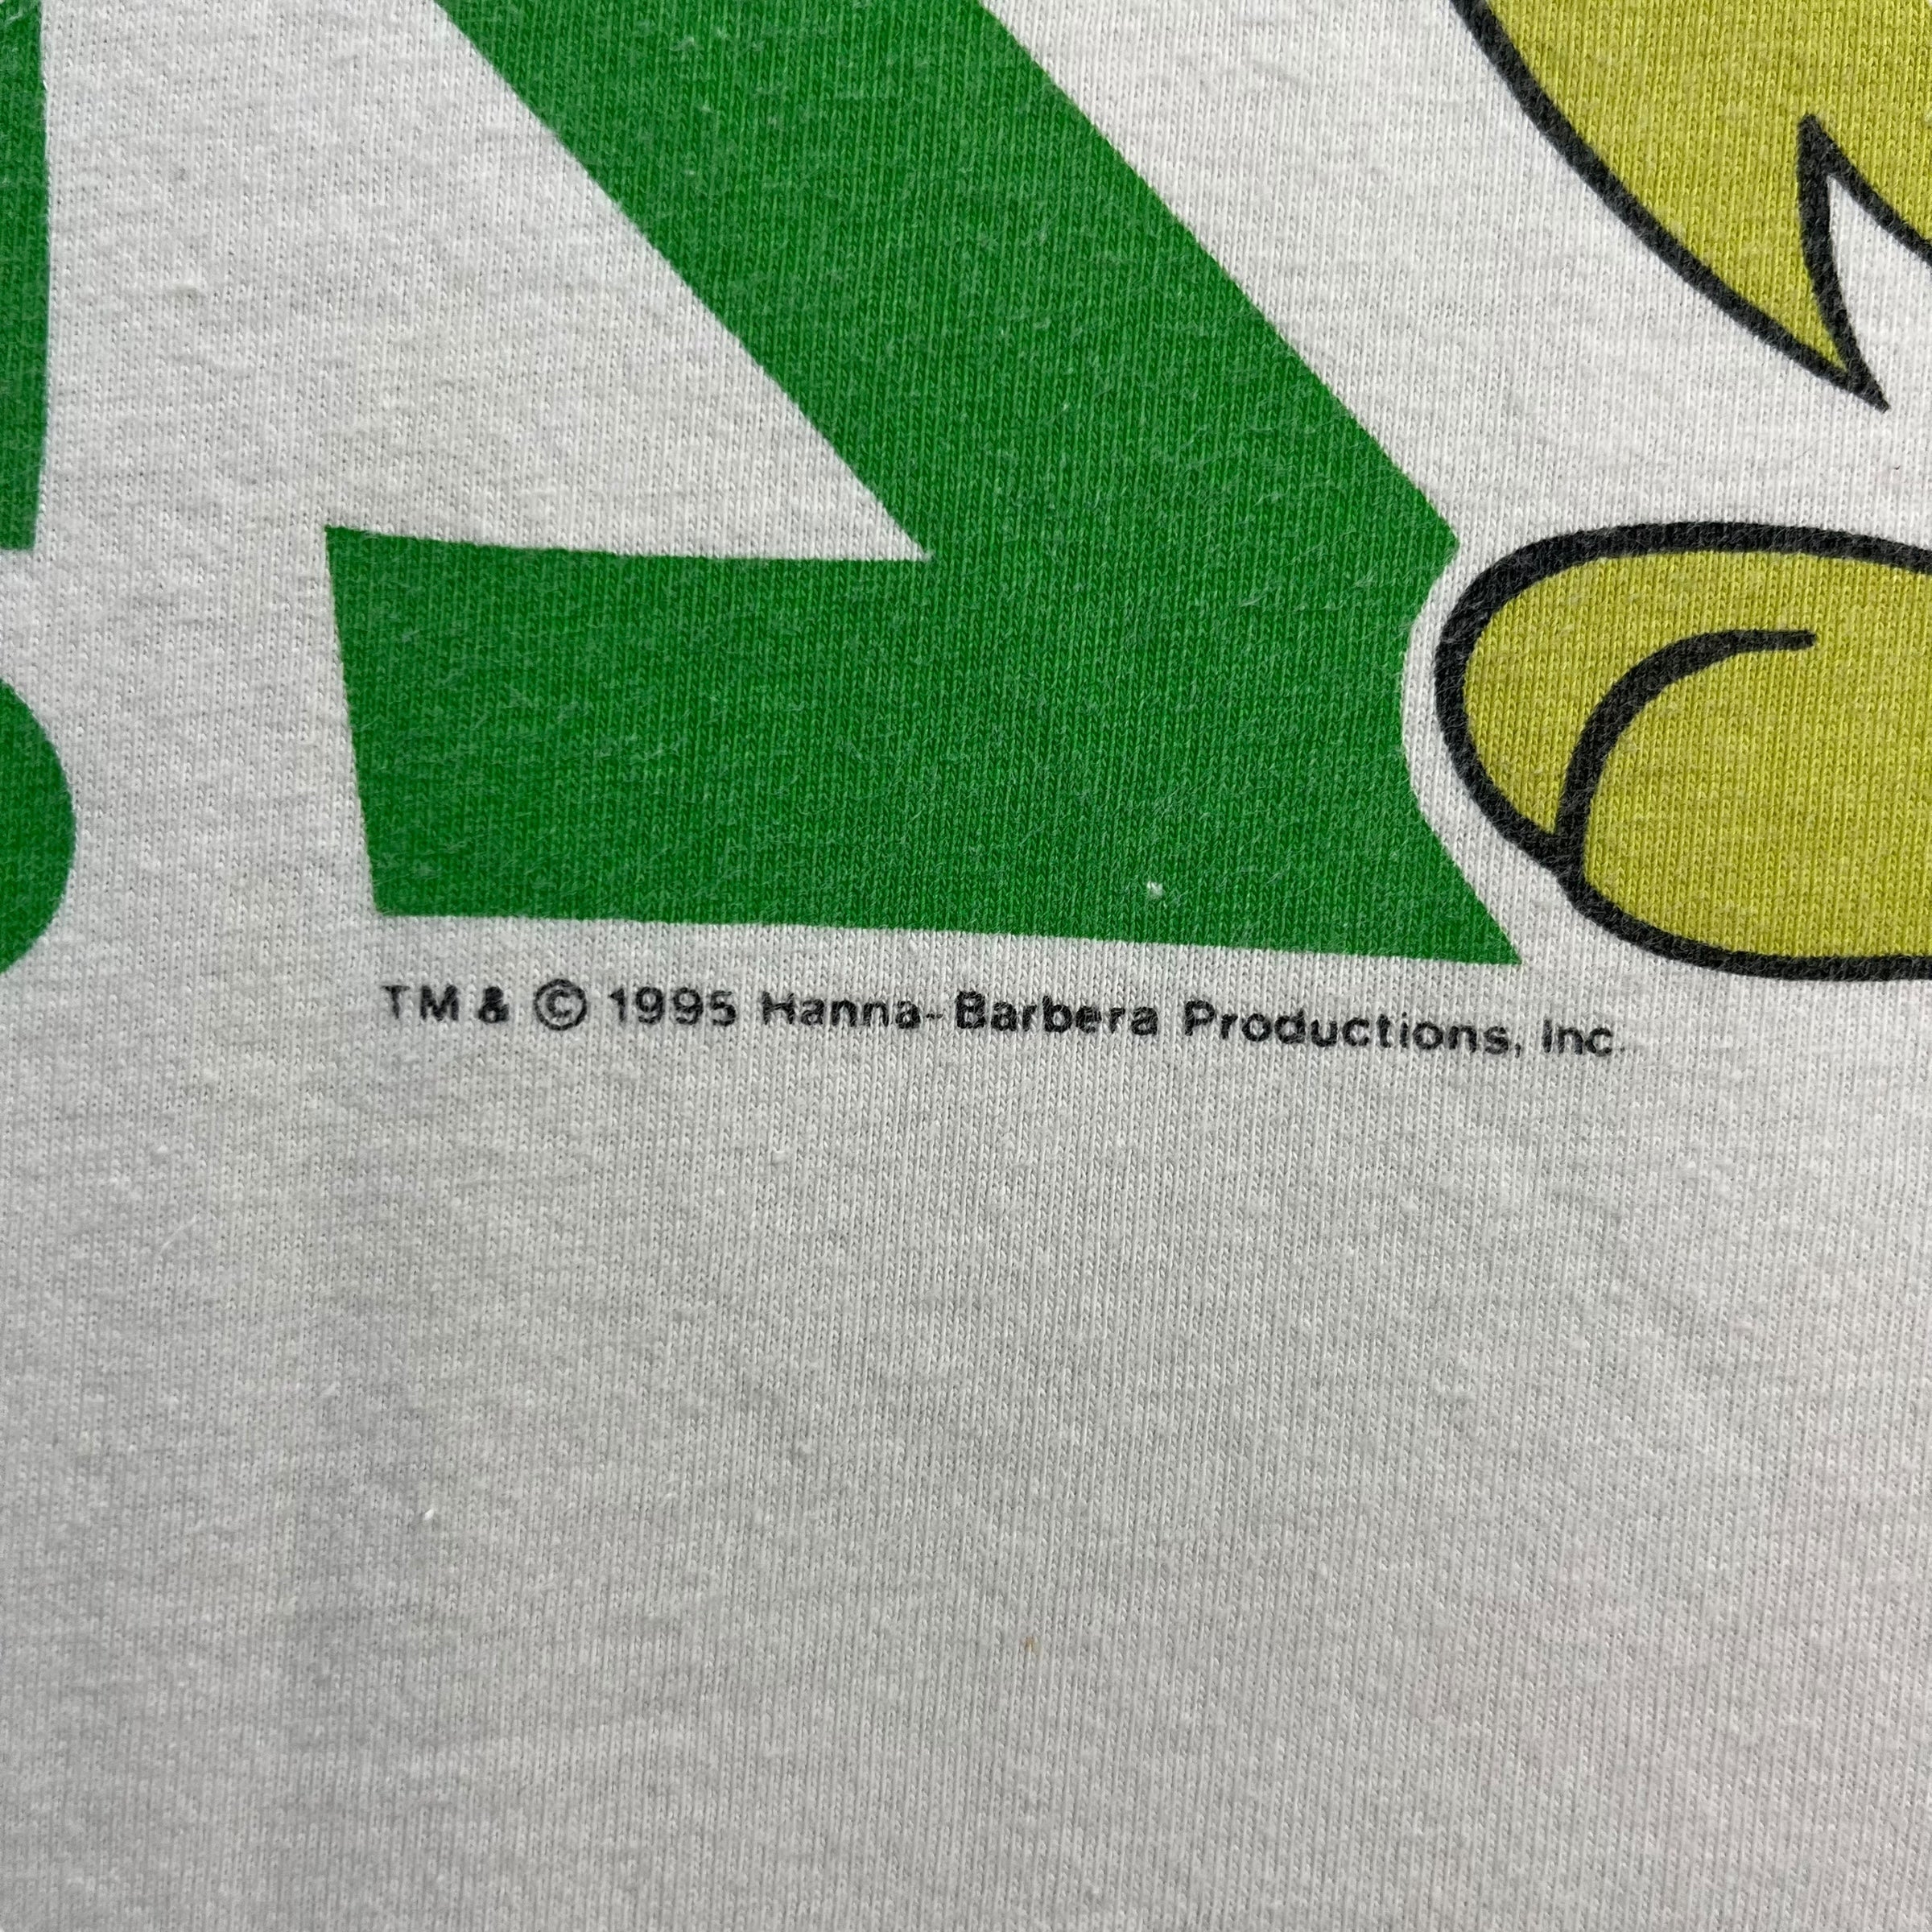 TM & © 1995 Hanna-Barbera Productions, Inc.